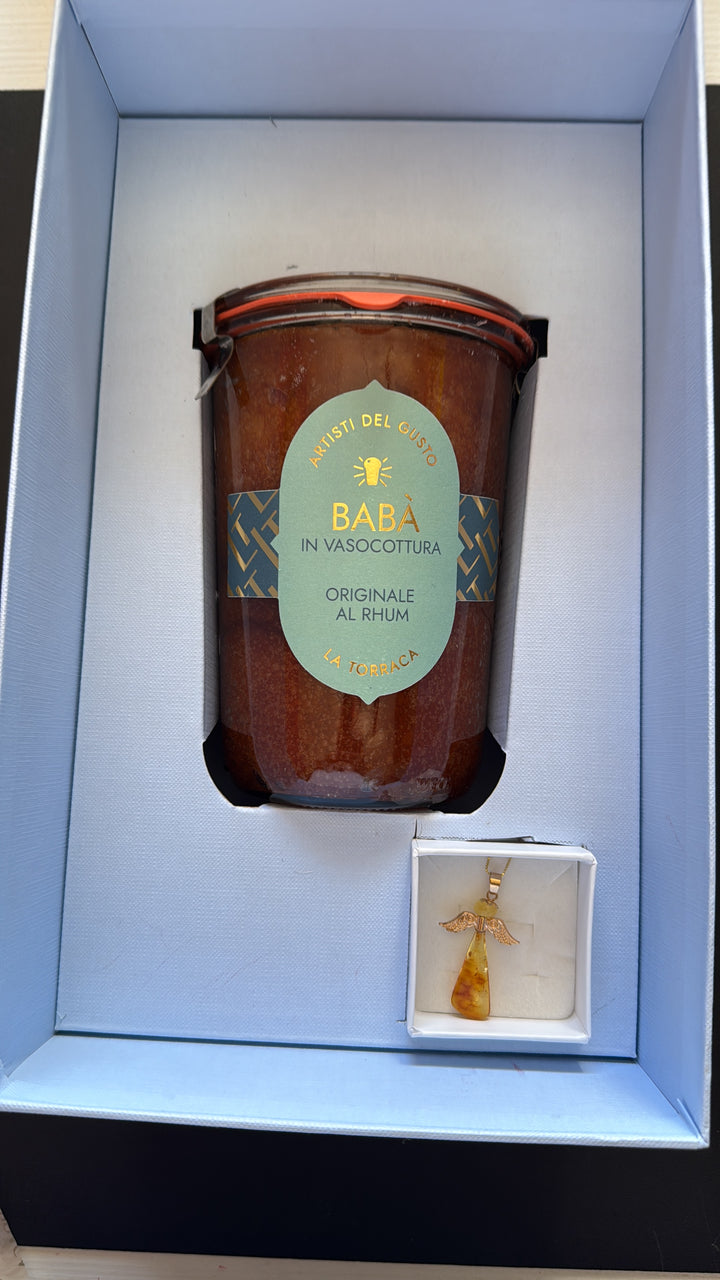 ARTISTI DEL GUSTO
BABÀ
IN VASOCOTTURA
ORIGINALE
AL RHUM
LA TORRACA